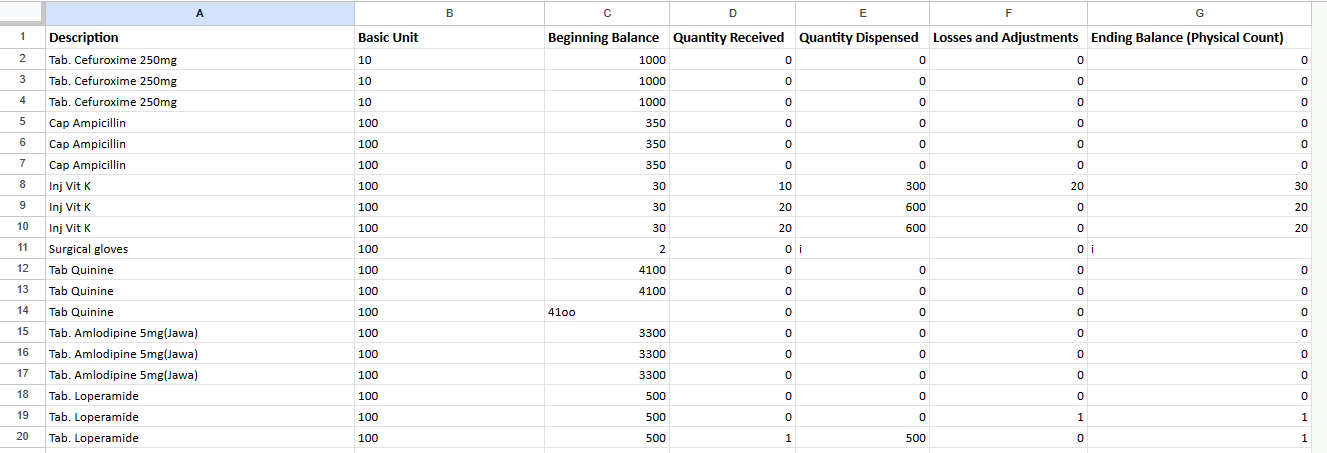 A B C D E F G
1 Description Basic Unit Beginning Balance Quantity Received Quantity Dispensed Losses and Adjustments Ending Balance (Physical Count)
2 Tab. Cefuroxime 250mg 10 1000 0 0 0 0
3 Tab. Cefuroxime 250mg 10 1000 0 0 0 0
4 Tab. Cefuroxime 250mg 10 1000 0 0 0 0
5 Cap Ampicillin 100 350 0 0 0 0
6 Cap Ampicillin 100 350 0 0 0 0
7 Cap Ampicillin 100 350 0 0 0 0
8 Inj Vit K 100 30 10 300 20 30
9 Inj Vit K 100 30 20 600 0 20
10 Inj Vit K 100 30 20 600 0 20
11 Surgical gloves 100 2 0 i 0 i
12 Tab Quinine 100 4100 0 0 0 0
13 Tab Quinine 100 4100 0 0 0 0
14 Tab Quinine 100 41oo 0 0 0 0
15 Tab. Amlodipine 5mg(Jawa) 100 3300 0 0 0 0
16 Tab. Amlodipine 5mg(Jawa) 100 3300 0 0 0 0
17 Tab. Amlodipine 5mg(Jawa) 100 3300 0 0 0 0
18 Tab. Loperamide 100 500 0 0 0 0
19 Tab. Loperamide 100 500 0 0 1 1
20 Tab. Loperamide 100 500 1 500 0 1